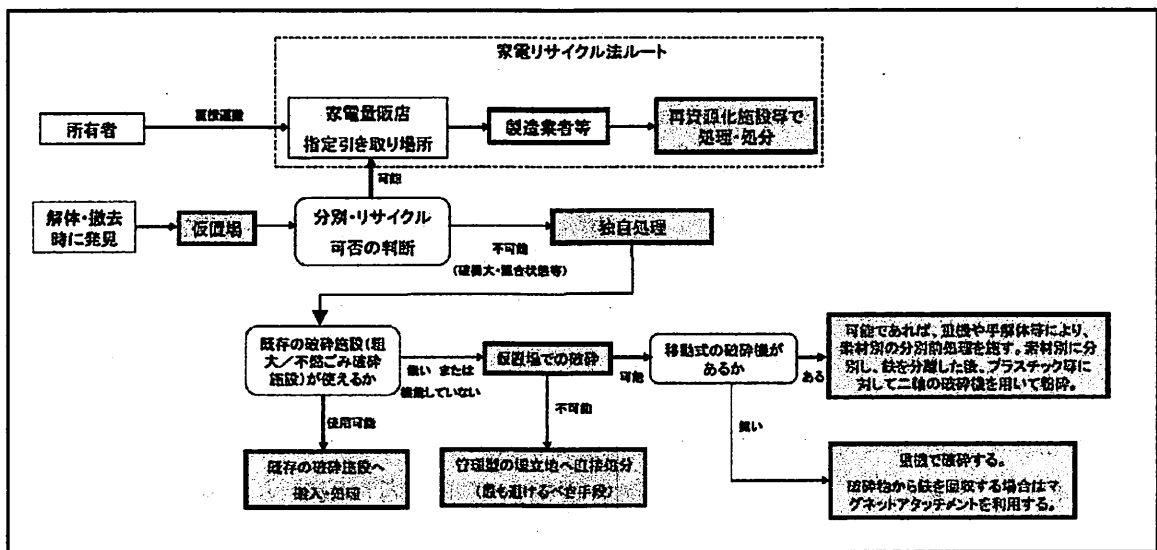 家電リサイクル法ルート
所有者
直接運搬
家電量販店
指定引き取り場所
製造業者等
再資源化施設等で
処理・処分
可能
解体・撤去
時に発見
仮置場
分別・リサイクル
可否の判断
不可能
(破損大・混合状態等)
独自処理
既存の破砕施設(粗
大／不燃ごみ破砕
施設)が使えるか
無い または
機能していない
仮置場での破砕
可能
移動式の破砕機が
あるか
ある
可能であれば、重機や手解体等により、
素材別の分別前処理を施す。素材別に分
別し、鉄を分離した後、プラスチック等に
対して二軸の破砕機を用いて粉砕。
使用可能
不可能
無い
既存の破砕施設へ
搬入・処理
管理型の埋立地へ直接処分
(最も避けるべき手段)
重機で破砕する。
破砕物から鉄を回収する場合はマ
グネットアタッチメントを利用する。